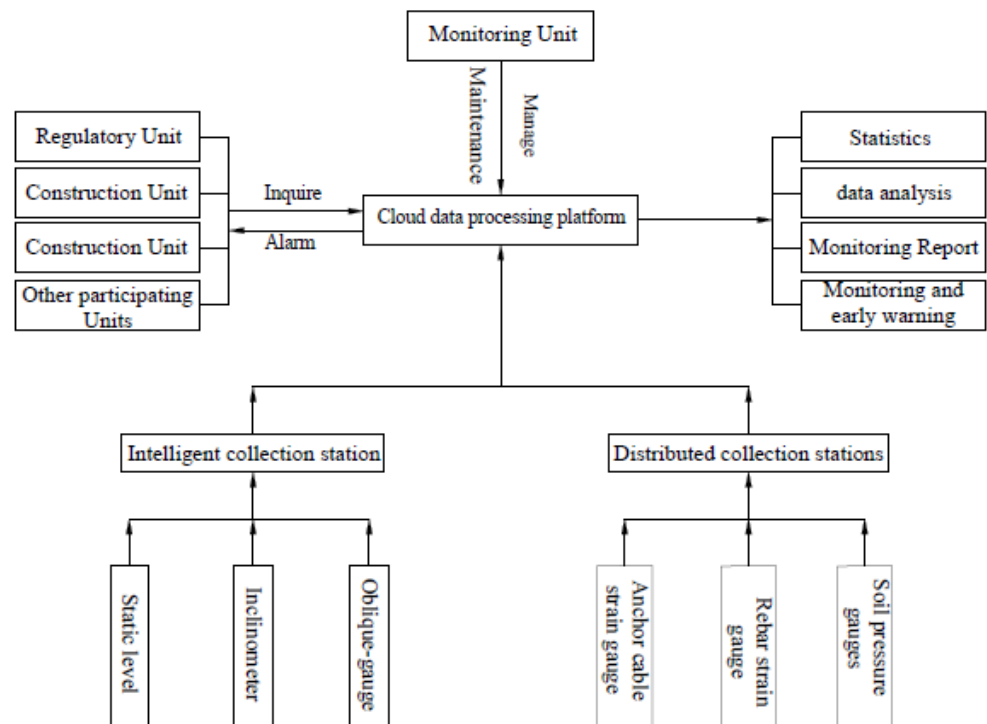 Monitoring Unit
Maintenance
Manage
Regulatory Unit
Construction Unit
Construction Unit
Other participating
Units
Inquire
Alarm
Cloud data processing platform
Statistics
data analysis
Monitoring Report
Monitoring and
early warning
Intelligent collection station
Distributed collection stations
Static level
Inclinometer
Oblique-gauge
Anchor cable
strain gauge
Rebar strain
gauge
Soil pressure
gauges